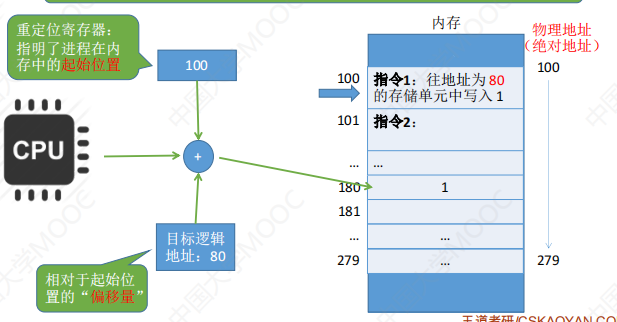 重定位寄存器：
指明了进程在内
存中的起始位置
100
CPU
+
目标逻辑
地址：80
相对于起始位
置的“偏移量”
内存
物理地址
（绝对地址）
100
指令1：往地址为80
的存储单元中写入1
100
101
指令2：
...
...
180
1
181
...
...
279
...
279
王道考研/CSKAOYAN.CO
中国大学MOOC